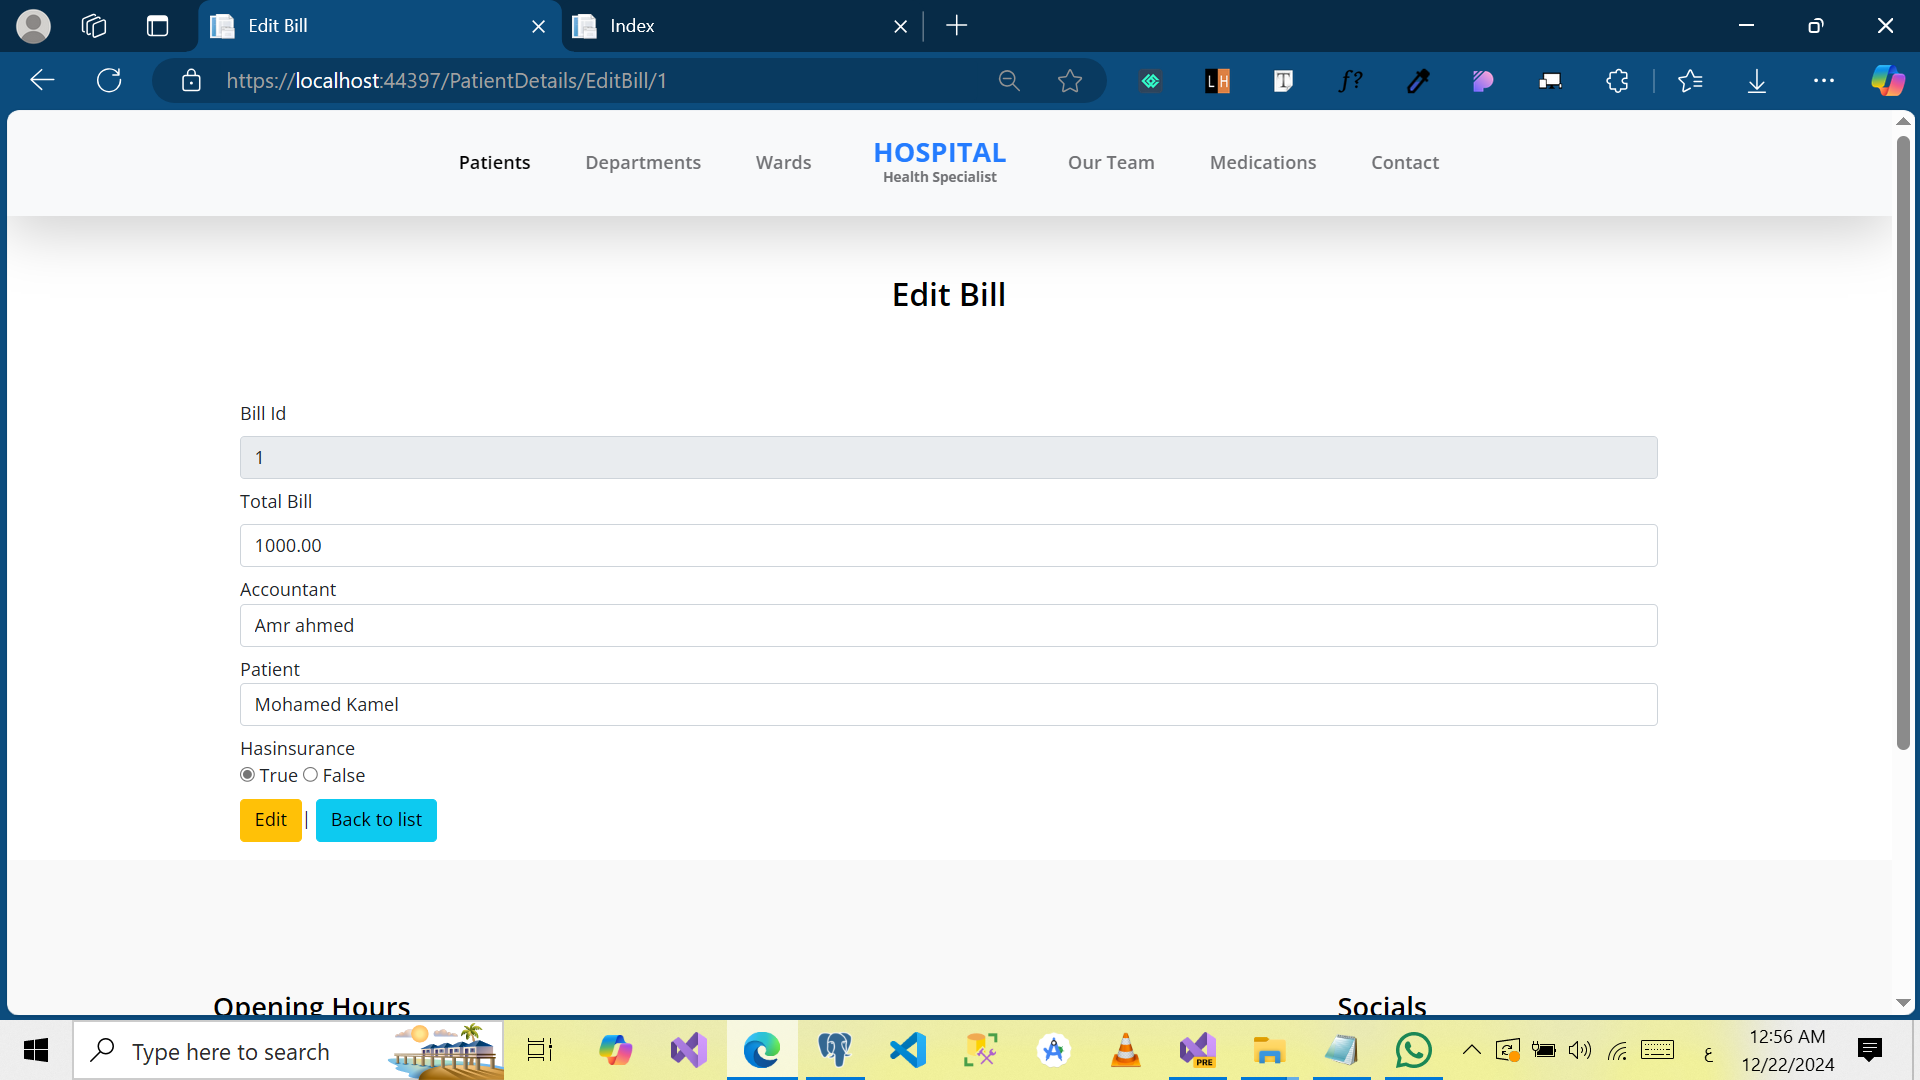 Edit Bill
Index
https://localhost:44397/PatientDetails/EditBill/1
LH
T
f?
Patients
Departments
Wards
HOSPITAL
Health Specialist
Our Team
Medications
Contact
Edit Bill
Bill Id
1
Total Bill
1000.00
Accountant
Amr ahmed
Patient
Mohamed Kamel
Hasinsurance
True False
Edit | Back to list
Opening Hours
Socials
Type here to search
PRE
ع
12:56 AM
12/22/2024